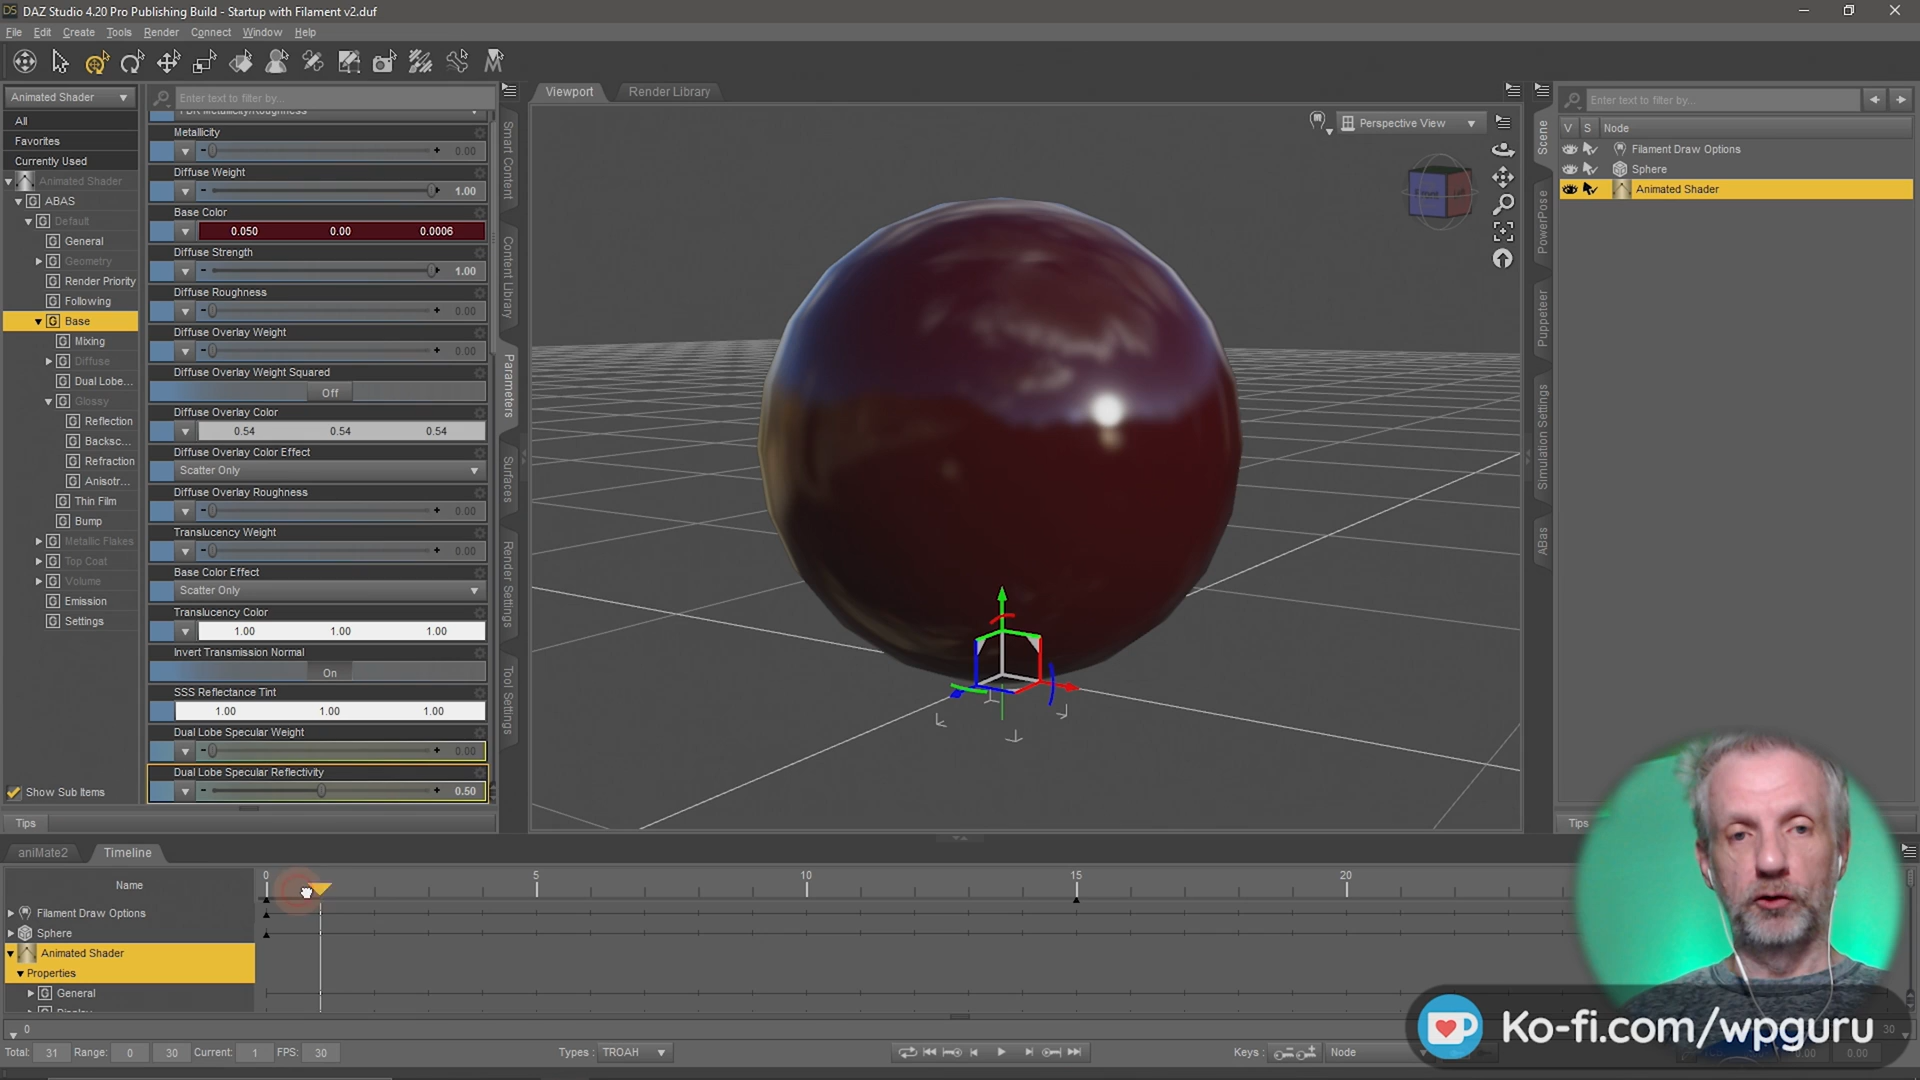 DAZ Studio 4.20 Pro Publishing Build - Startup with Filament v2.duf
File Edit Create Tools Render Connect Window Help
Animated Shader
All
Favorites
Currently Used
Animated Shader
ABAS
Default
General
Geometry
Render Priority
Following
Base
Mixing
Diffuse
Dual Lobe...
Glossy
Reflection
Backsc...
Refraction
Anisotr...
Thin Film
Bump
Metallic Flakes
Top Coat
Volume
Emission
Settings
Show Sub Items
Tips
Enter text to filter by...
PBR Metallicity/Roughness
Metallicity
0.00
Diffuse Weight
1.00
Base Color
0.050 0.00 0.0006
Diffuse Strength
1.00
Diffuse Roughness
0.00
Diffuse Overlay Weight
0.00
Diffuse Overlay Weight Squared
Off
Diffuse Overlay Color
0.54 0.54 0.54
Diffuse Overlay Color Effect
Scatter Only
Diffuse Overlay Roughness
0.00
Translucency Weight
0.00
Base Color Effect
Scatter Only
Translucency Color
1.00 1.00 1.00
Invert Transmission Normal
On
SSS Reflectance Tint
1.00 1.00 1.00
Dual Lobe Specular Weight
0.00
Dual Lobe Specular Reflectivity
0.50
Smart Content
Content Library
Parameters
Surfaces
Render Settings
Tool Settings
Viewport Render Library
Perspective View
Scene
PowerPose
Puppeteer
Simulation Settings
ABas
Enter text to filter by...
V S Node
Filament Draw Options
Sphere
Animated Shader
Tips
aniMate2 Timeline
Name
0 5 10 15 20
Filament Draw Options
Sphere
Animated Shader
Properties
General
Display
0
30
Total: 31 Range: 0 30 Current: 1 FPS: 30
Types : TROAH
Keys : Node
0.00 0.00
Ko-fi.com/wpguru